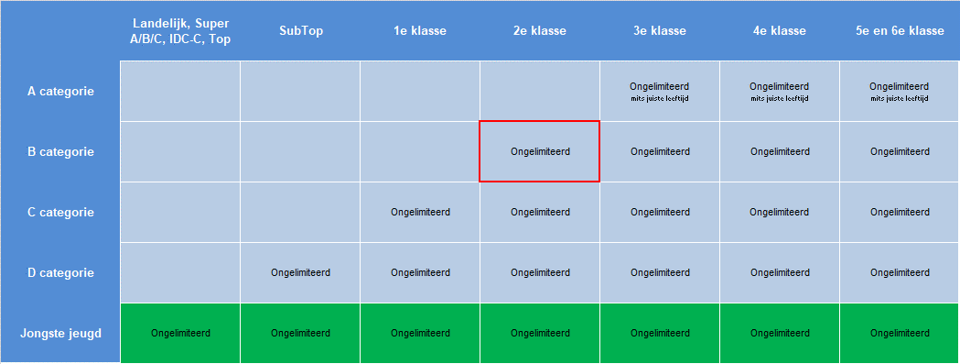 Landelijk, Super
A/B/C, IDC-C, Top
SubTop
1e klasse
2e klasse
3e klasse
4e klasse
5e en 6e klasse
A categorie
Ongelimiteerd
mits juiste leeftijd
Ongelimiteerd
mits juiste leeftijd
Ongelimiteerd
mits juiste leeftijd
B categorie
Ongelimiteerd
Ongelimiteerd
Ongelimiteerd
Ongelimiteerd
C categorie
Ongelimiteerd
Ongelimiteerd
Ongelimiteerd
Ongelimiteerd
Ongelimiteerd
D categorie
Ongelimiteerd
Ongelimiteerd
Ongelimiteerd
Ongelimiteerd
Ongelimiteerd
Ongelimiteerd
Jongste jeugd
Ongelimiteerd
Ongelimiteerd
Ongelimiteerd
Ongelimiteerd
Ongelimiteerd
Ongelimiteerd
Ongelimiteerd